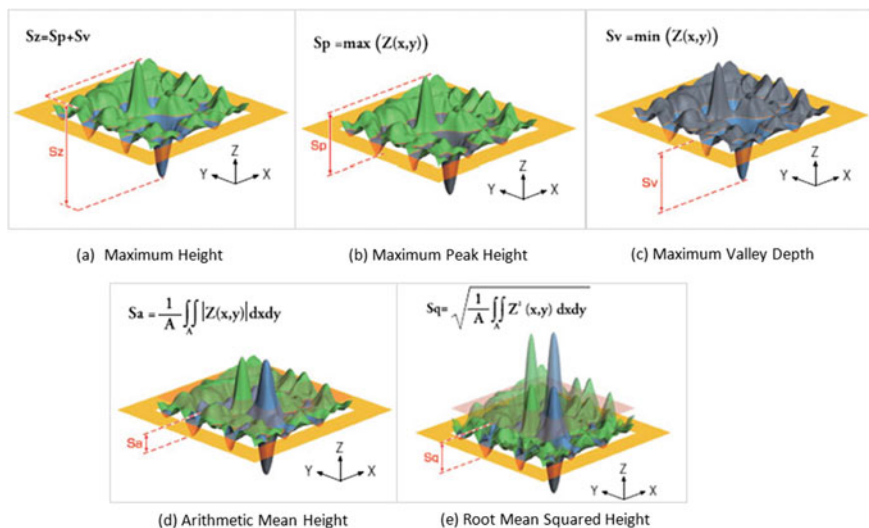 Sz=Sp+Sv
Sz
Z
Y
X
(a) Maximum Height
Sp =max (Z(x,y))
Sp
Z
Y
X
(b) Maximum Peak Height
Sv =min (Z(x,y))
Sv
Z
Y
X
(c) Maximum Valley Depth
Sa = 1/A ∬A |Z(x,y)|dxdy
Sa
Z
Y
X
(d) Arithmetic Mean Height
Sq= √(1/A ∬A Z² (x,y) dxdy)
Sq
Z
Y
X
(e) Root Mean Squared Height